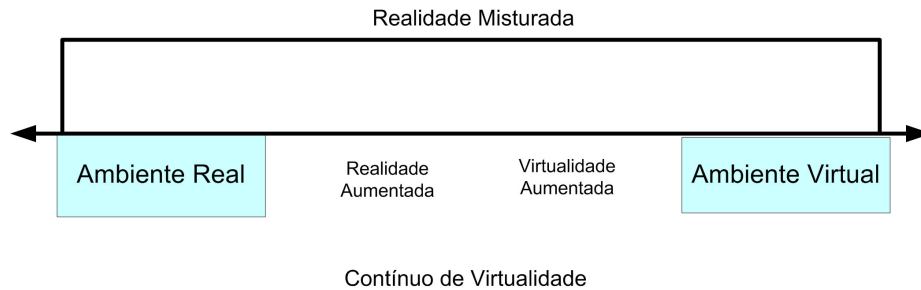 Realidade Misturada
Ambiente Real
Realidade
Aumentada
Virtualidade
Aumentada
Ambiente Virtual
Contínuo de Virtualidade